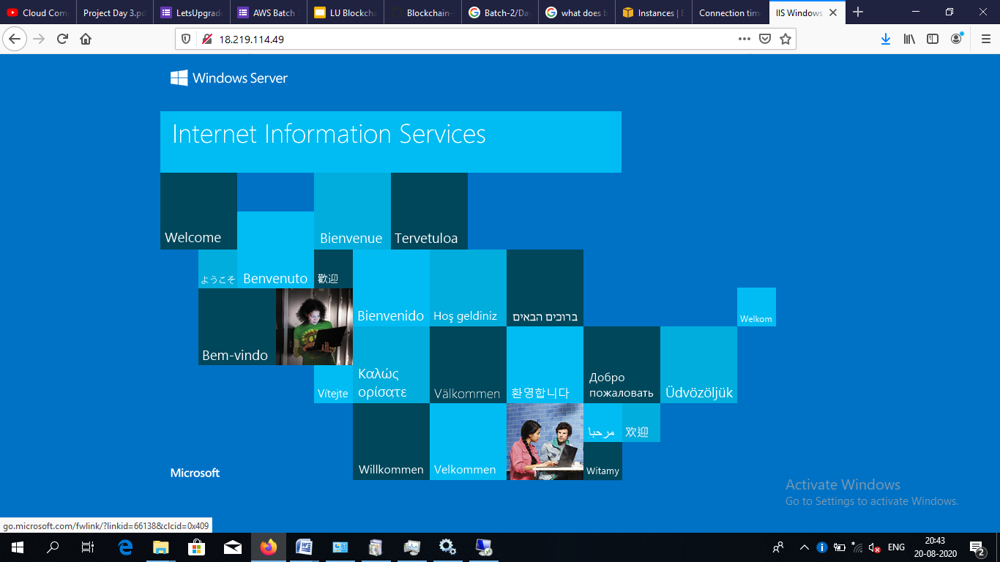 Cloud Comp
Project Day 3.pd
LetsUpgrade
AWS Batch
LU Blockcha
Blockchain-
Batch-2/Day
what does b
Instances | E
Connection time
IIS Windows
18.219.114.49
Windows Server
Internet Information Services
Welcome
Bienvenue
Tervetuloa
ようこそ
Benvenuto
歡迎
Bienvenido
Hoş geldiniz
ברוכים הבאים
Welkom
Bem-vindo
Vítejte
Καλώς
ορίσατε
Välkommen
환영합니다
Добро
пожаловать
Üdvözöljük
Willkommen
Velkommen
مرحبا
欢迎
Witamy
Microsoft
Activate Windows
Go to Settings to activate Windows.
go.microsoft.com/fwlink/?linkid=66138&clcid=0x409
ENG
20:43
20-08-2020
2